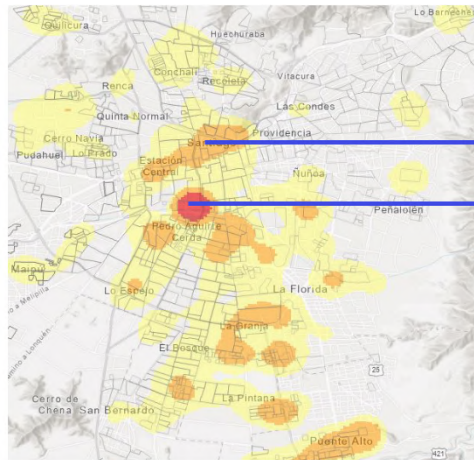 Lo Barnechea
Quilicura
Huechuraba
Conchalí
Recoleta
Vitacura
Renca
Las Condes
Quinta Normal
Providencia
Cerro Navia
Lo Prado
Pudahuel
Estación
Central
Ñuñoa
Peñalolén
Pedro Aguirre
Cerda
Maipú
Lo Espejo
La Florida
La Granja
El Bosque
25
Cerro de
Chena
San Bernardo
La Pintana
Puente Alto
421